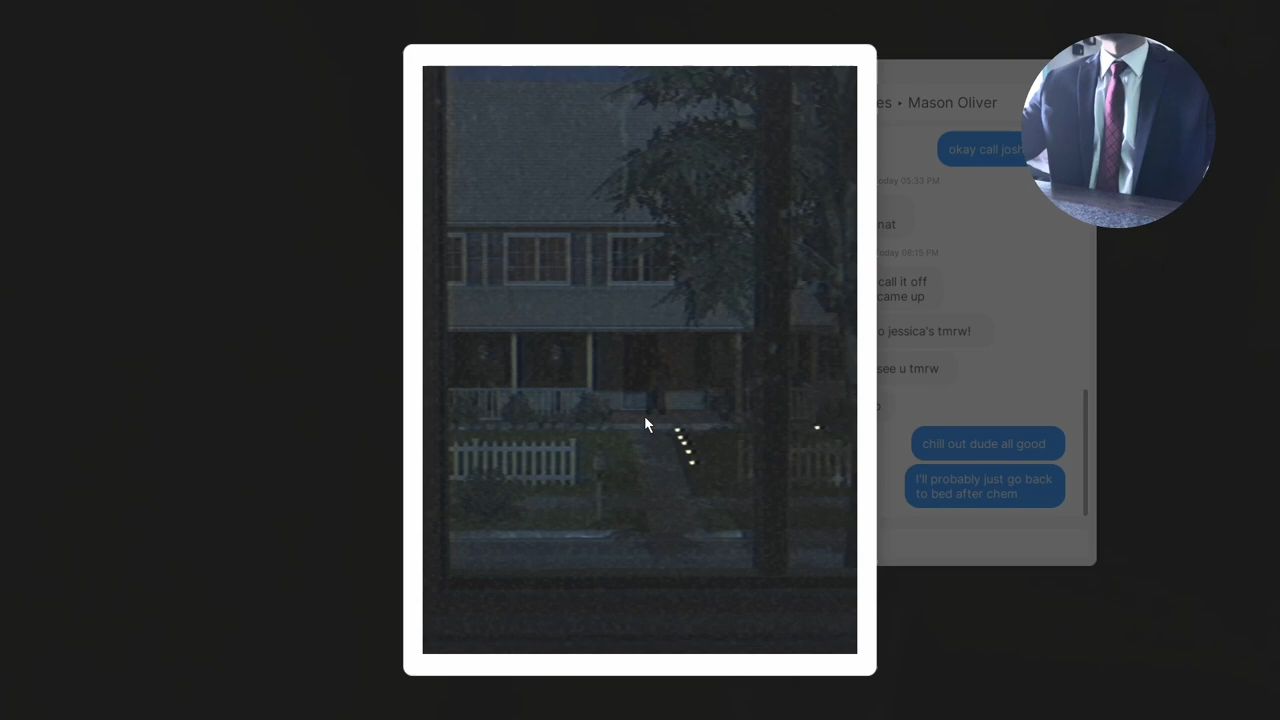 es • Mason Oliver
okay call josh
oday 05:33 PM
nat
oday 08:15 PM
call it off
came up
o jessica's tmrw!
see u tmrw
chill out dude all good
I'll probably just go back
to bed after chem